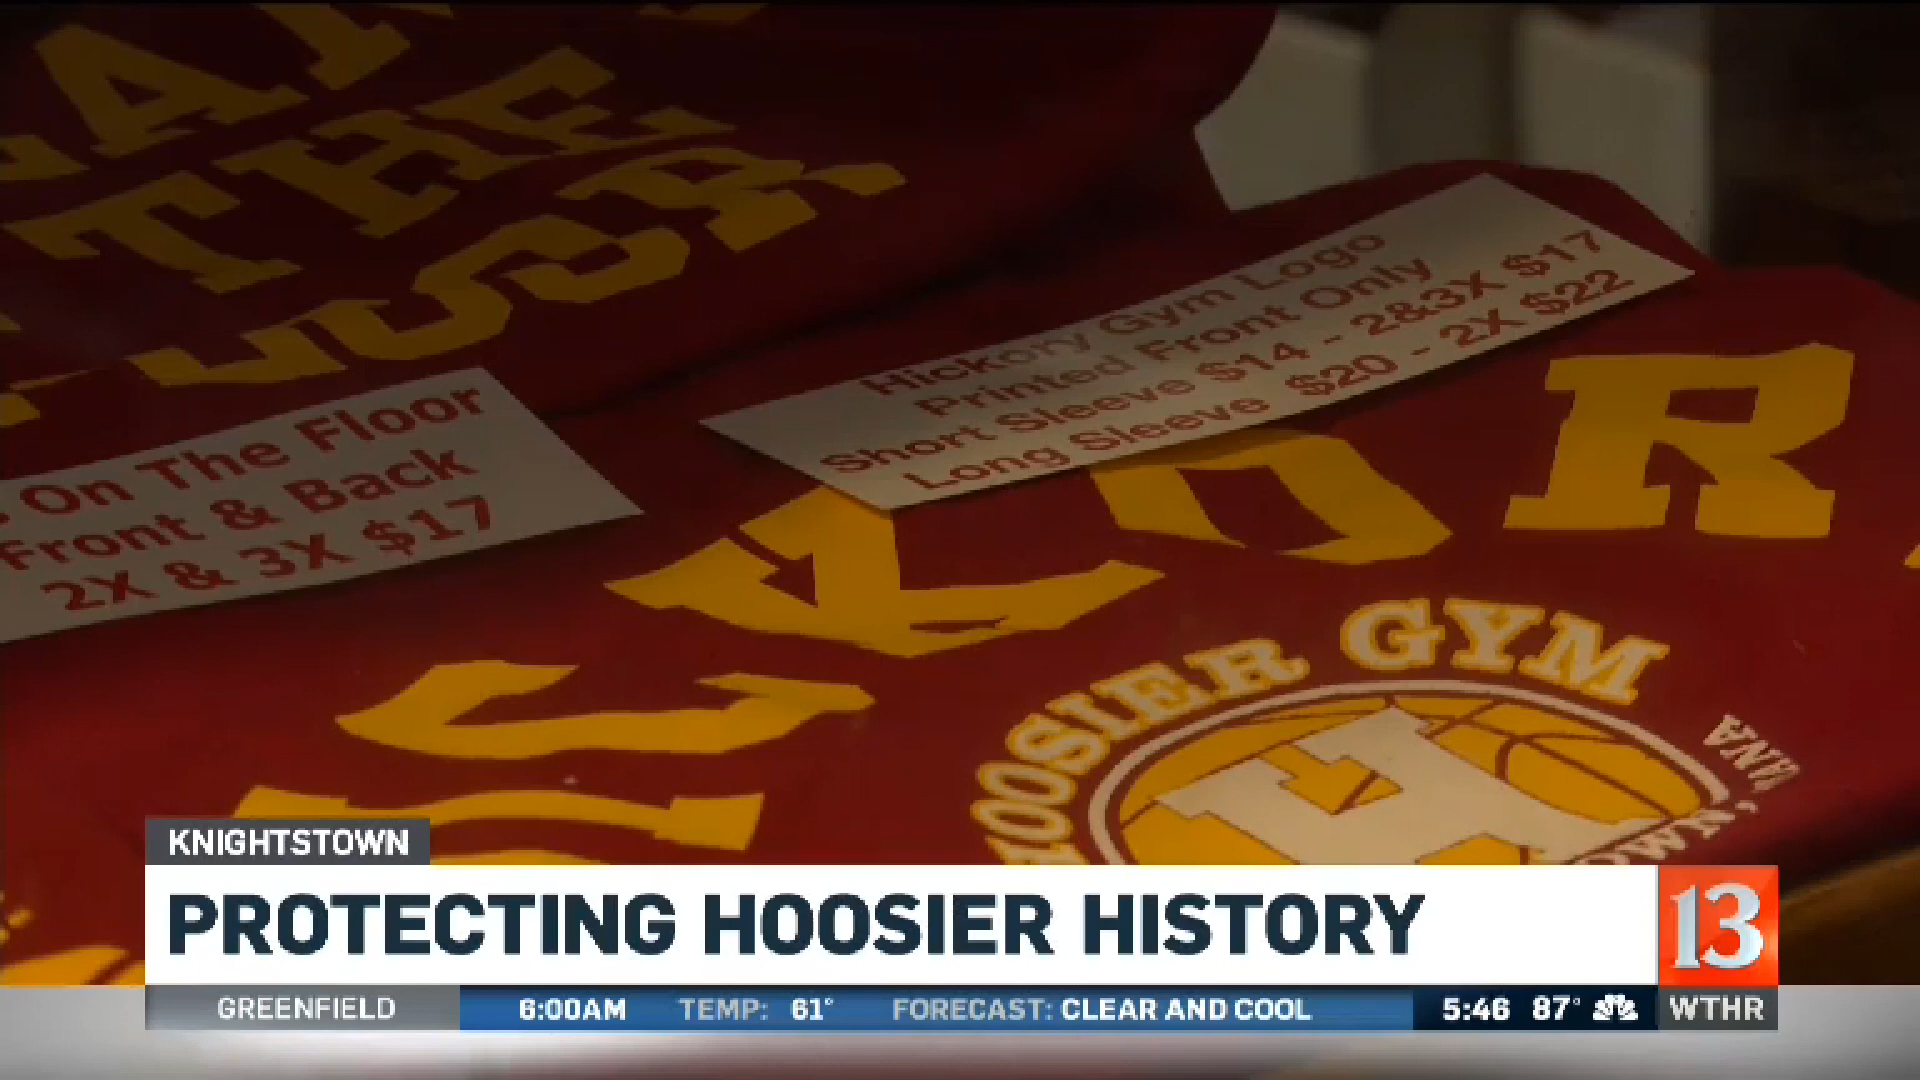 THE
On The Floor
Front & Back
2X & 3X $17
Hickory Gym Logo
Printed Front Only
Short Sleeve $14 - 2&3X $17
Long Sleeve $20 - 2X $22
HOOSIER GYM
H
KNIGHTSTOWN
PROTECTING HOOSIER HISTORY
13
GREENFIELD 6:00AM TEMP: 61° FORECAST: CLEAR AND COOL 5:46 87° WTHR